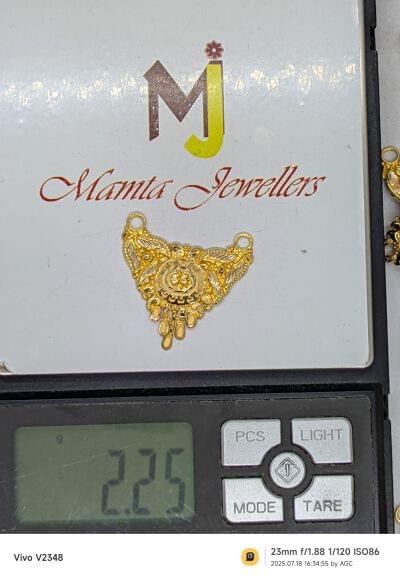 MJ
Mamta Jewellers
g
2.25
PCS LIGHT
MODE TARE
Vivo V2348
23mm f/1.88 1/120 ISO86
2025.07.18 16:34:55 by AGC